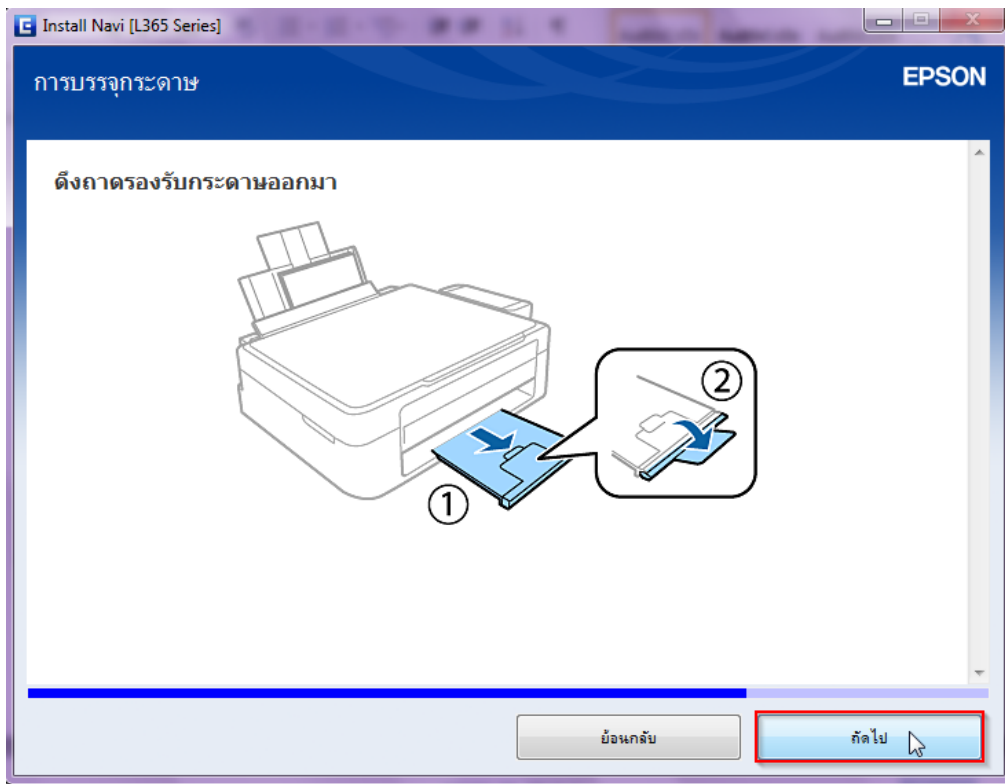 Install Navi [L365 Series]
การบรรจุกระดาษ
EPSON
ดึงถาดรองรับกระดาษออกมา
2
1
ย้อนกลับ
ถัดไป